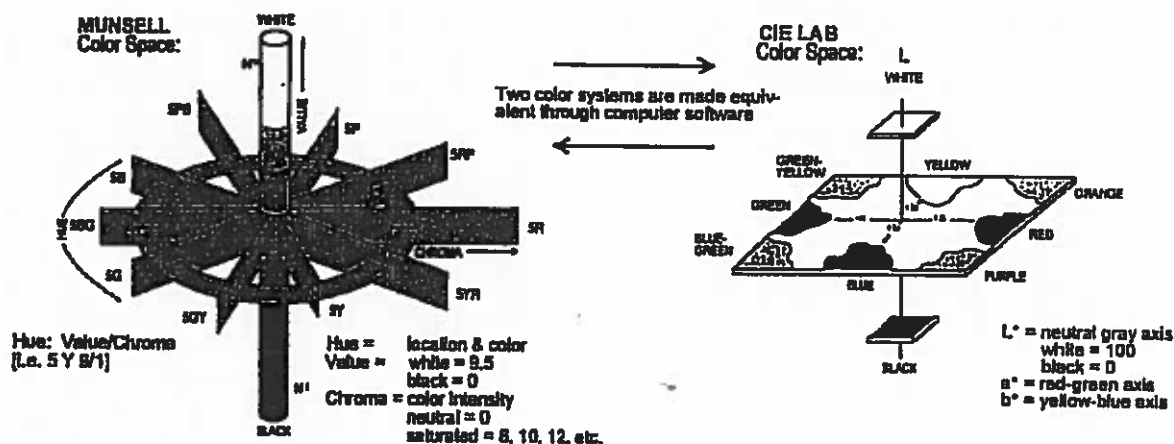 MUNSELL
Color Space:
WHITE
VALUE
5PB
5P
5RP
5B
5BG
HUE
5G
5R
CHROMA
5YR
5GY
5Y
BLACK
Hue: Value/Chroma
[i.e. 5 Y 9/1]
Hue = location & color
Value = white = 9.5
black = 0
Chroma = color intensity
neutral = 0
saturated = 8, 10, 12, etc.
Two color systems are made equiv-
alent through computer software
CIE LAB
Color Space:
L
WHITE
GREEN-
YELLOW
YELLOW
ORANGE
GREEN
RED
BLUE-
GREEN
BLUE
PURPLE
BLACK
L* = neutral gray axis
white = 100
black = 0
a* = red-green axis
b* = yellow-blue axis